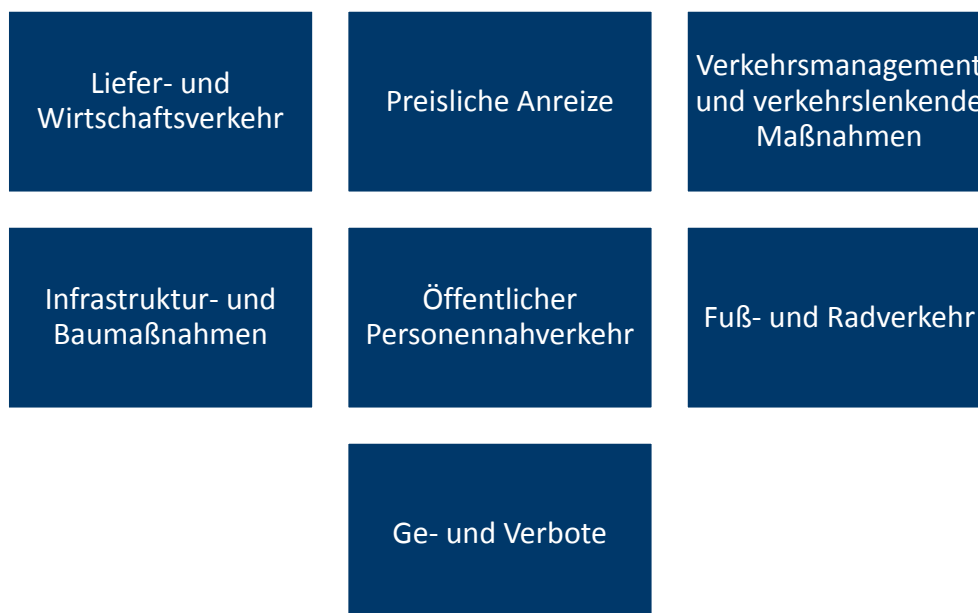 Liefer- und
Wirtschaftsverkehr
Preisliche Anreize
Verkehrsmanagement
und verkehrslenkende
Maßnahmen
Infrastruktur- und
Baumaßnahmen
Öffentlicher
Personennahverkehr
Fuß- und Radverkehr
Ge- und Verbote